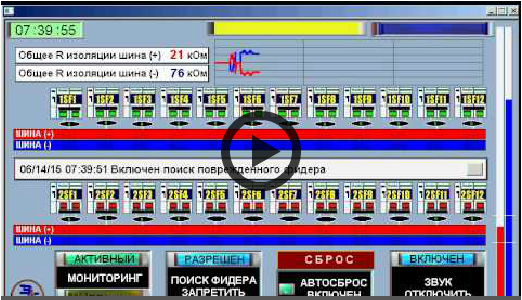 07:39:55
Общее R изоляции шина (+) 21 кОм
Общее R изоляции шина (-) 76 кОм
1SF1 1SF2 1SF3 1SF4 1SF5 1SF6 1SF7 1SF8 1SF9 1SF10 1SF11 1SF12
ШИНА (+)
ШИНА (-)
06/14/15 07:39:51 Включен поиск поврежденного фидера
2SF1 2SF2 2SF3 2SF4 2SF5 2SF6 2SF7 2SF8 2SF9 2SF10 2SF11 2SF12
ШИНА (+)
ШИНА (-)
АКТИВНЫЙ РАЗРЕШЕН СБРОС ВКЛЮЧЕН
МОНИТОРИНГ ПОИСК ФИДЕРА АВТОСБРОС ЗВУК
ЗАПРЕТИТЬ ВКЛЮЧЕН ОТКЛЮЧИТЬ